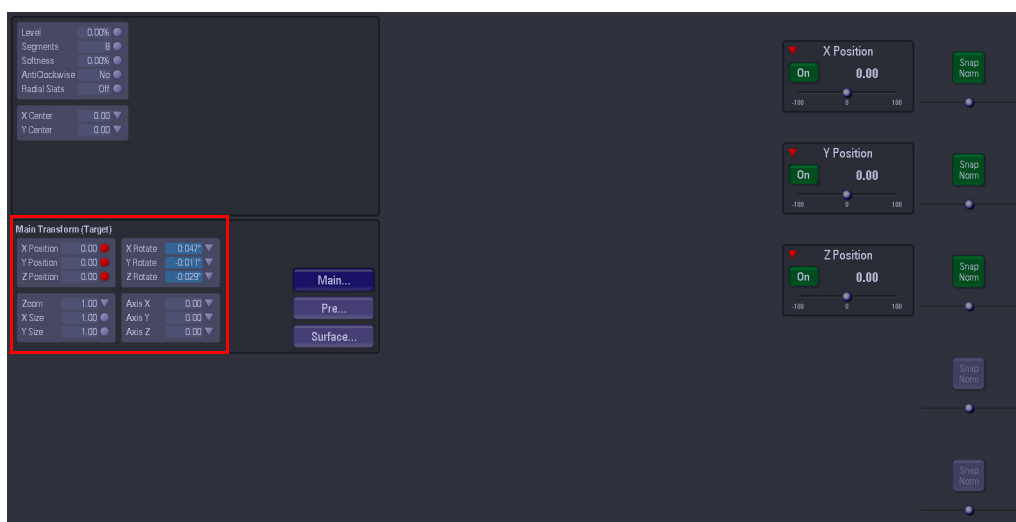 Level 0.00%
Segments 8
Softness 0.00%
AntiClockwise No
Radial Slats Off
X Center 0.00
Y Center 0.00
Main Transform (Target)
X Position 0.00 X Rotate 0:047°
Y Position 0.00 Y Rotate -0:011°
Z Position 0.00 Z Rotate -0:029°
Zoom 1.00 Axis X 0.00
X Size 1.00 Axis Y 0.00
Y Size 1.00 Axis Z 0.00
Main...
Pre...
Surface...
X Position
On 0.00
-100 0 100
Snap
Norm
Y Position
On 0.00
-100 0 100
Snap
Norm
Z Position
On 0.00
-100 0 100
Snap
Norm
Snap
Norm
Snap
Norm